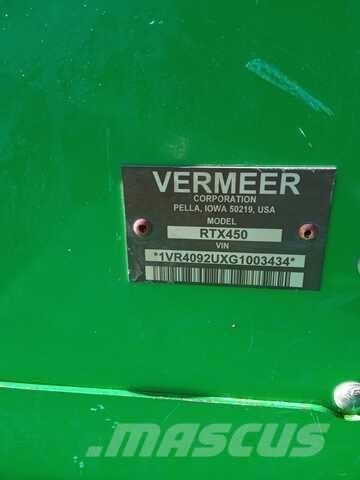 VERMEER
CORPORATION
PELLA, IOWA 50219, USA
MODEL
RTX450
VIN
*1VR4092UXG1003434*
MASCUS